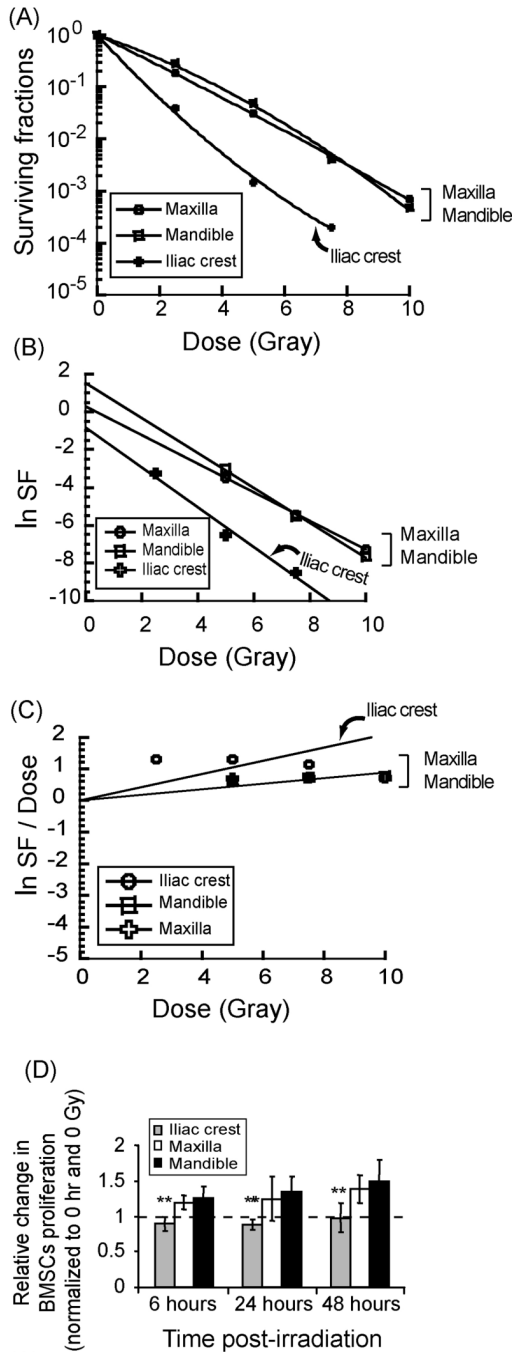 (A)
Surviving fractions
10⁰
10⁻¹
10⁻²
10⁻³
10⁻⁴
10⁻⁵
Maxilla
Mandible
Iliac crest
Maxilla
Mandible
Iliac crest
0 2 4 6 8 10
Dose (Gray)
(B)
ln SF
2
0
-2
-4
-6
-8
-10
Maxilla
Mandible
Iliac crest
Iliac crest
Maxilla
Mandible
0 2 4 6 8 10
Dose (Gray)
(C)
ln SF / Dose
2
1
0
-1
-2
-3
-4
-5
Iliac crest
Maxilla
Mandible
Iliac crest
Mandible
Maxilla
0 2 4 6 8 10
Dose (Gray)
(D)
Relative change in
BMSCs proliferation
(normalized to 0 hr and 0 Gy)
Iliac crest
Maxilla
Mandible
2
1.5
1
0.5
0
** ** **
6 hours 24 hours 48 hours
Time post-irradiation